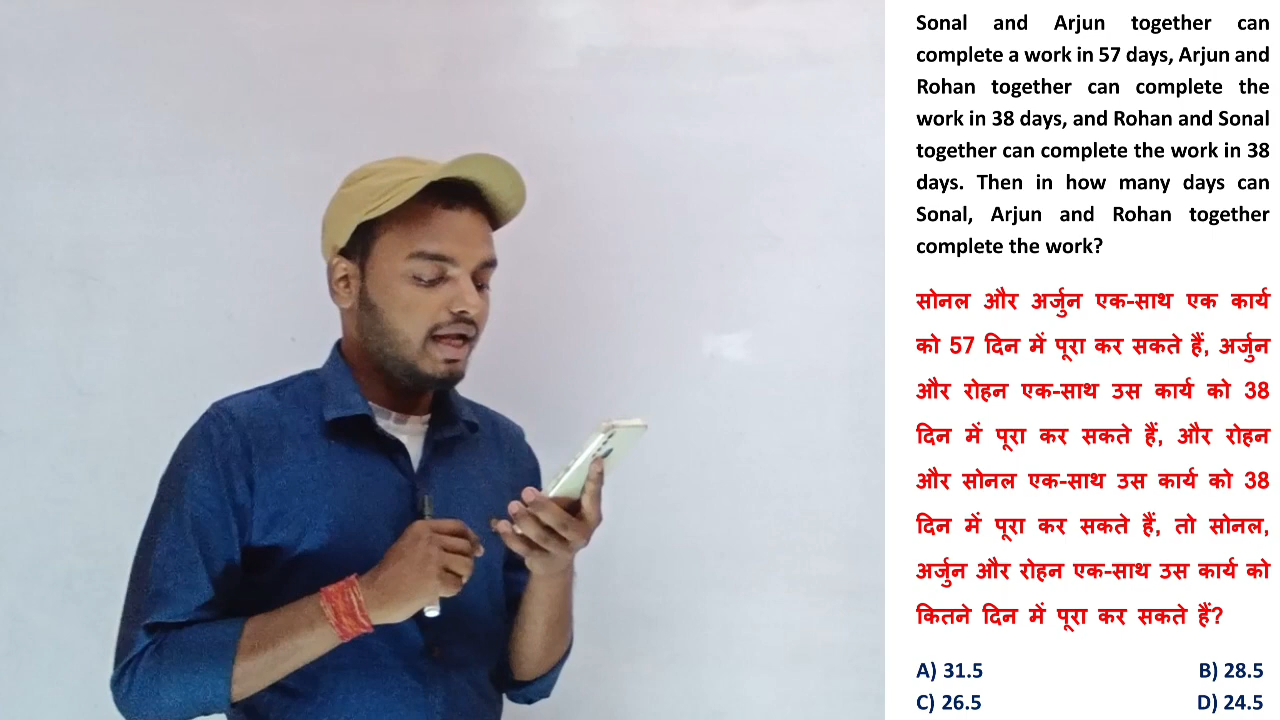 Sonal and Arjun together can
complete a work in 57 days, Arjun and
Rohan together can complete the
work in 38 days, and Rohan and Sonal
together can complete the work in 38
days. Then in how many days can
Sonal, Arjun and Rohan together
complete the work?
सोनल और अर्जुन एक-साथ एक कार्य
को 57 दिन में पूरा कर सकते हैं, अर्जुन
और रोहन एक-साथ उस कार्य को 38
दिन में पूरा कर सकते हैं, और रोहन
और सोनल एक-साथ उस कार्य को 38
दिन में पूरा कर सकते हैं, तो सोनल,
अर्जुन और रोहन एक-साथ उस कार्य को
कितने दिन में पूरा कर सकते हैं?
A) 31.5 B) 28.5
C) 26.5 D) 24.5